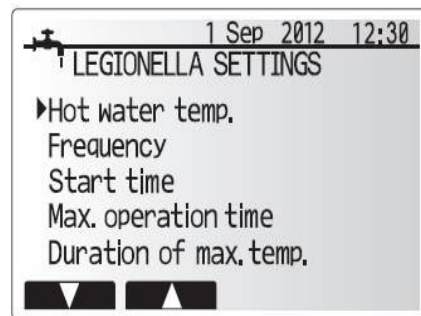 1 Sep 2012 12:30
LEGIONELLA SETTINGS
Hot water temp.
Frequency
Start time
Max. operation time
Duration of max. temp.